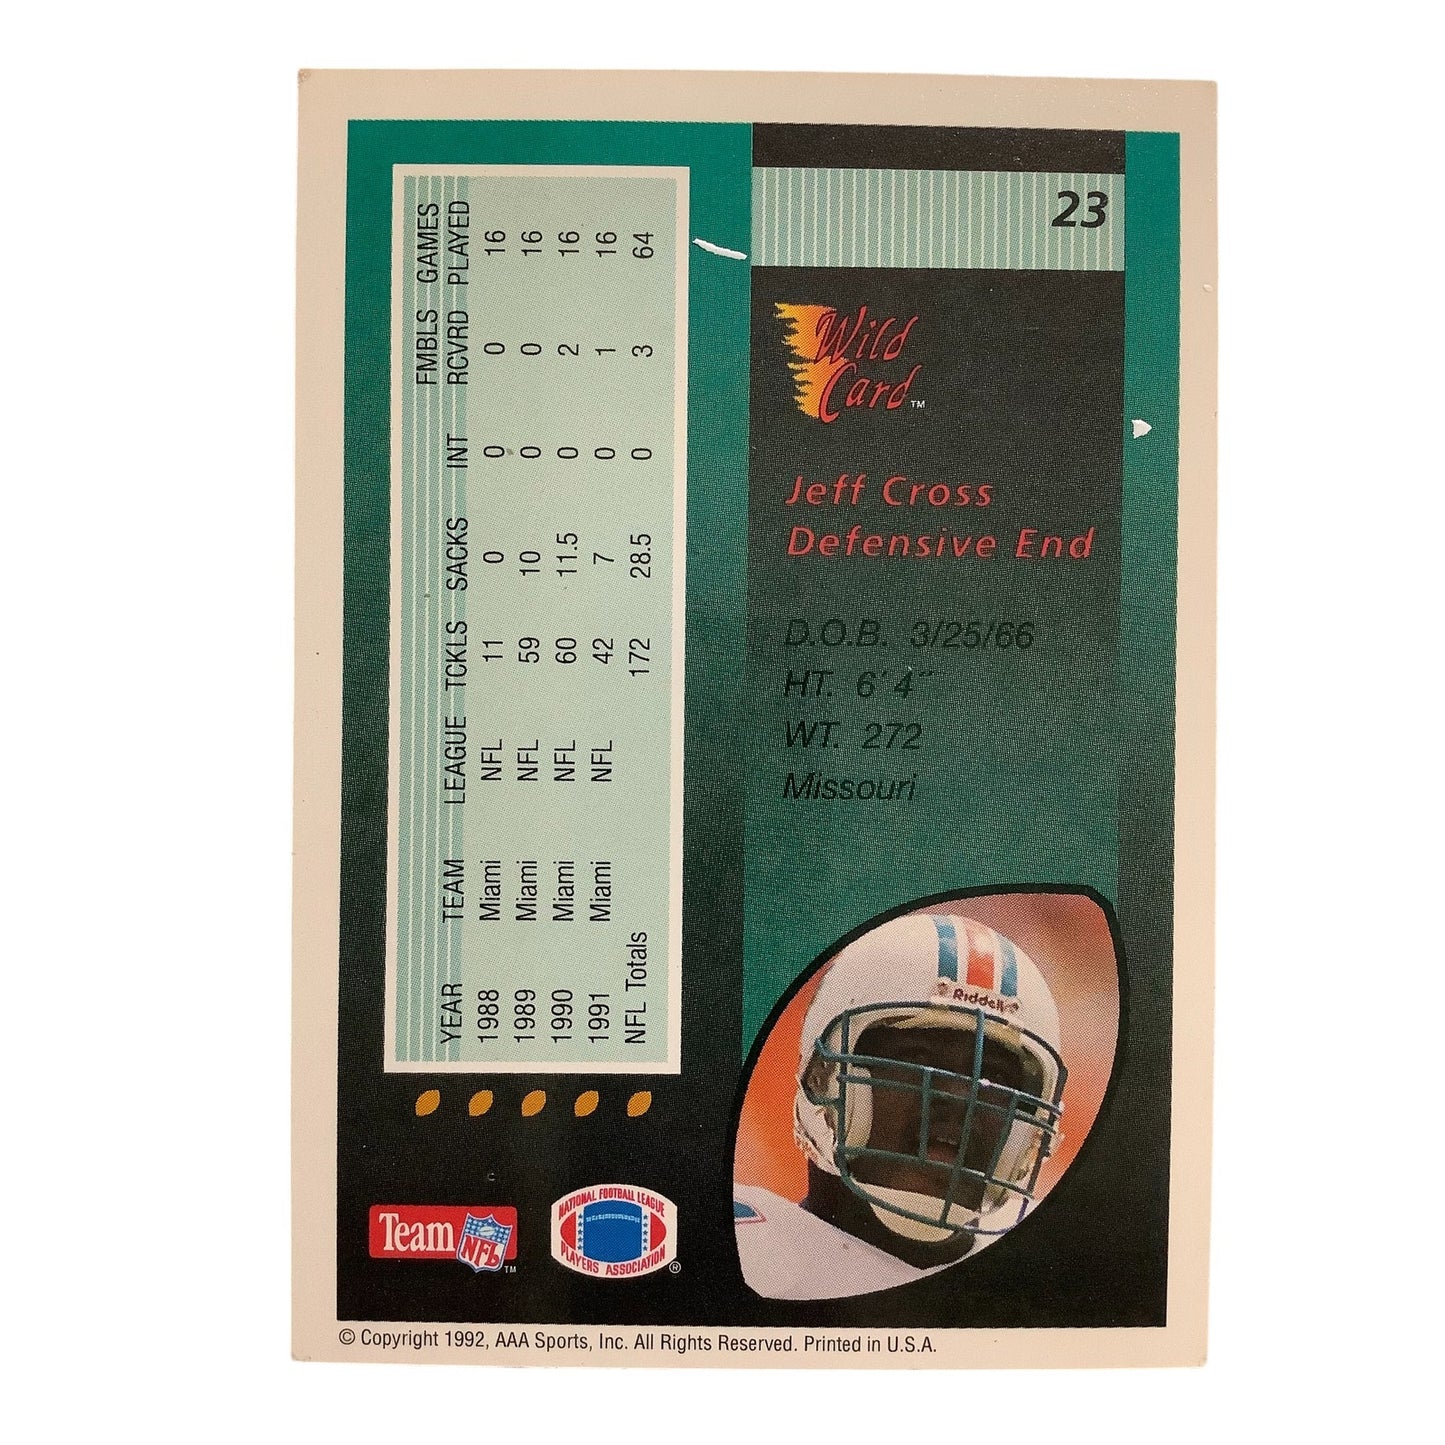 23
Wild
Card™
Jeff Cross
Defensive End
D.O.B. 3/25/66
HT. 6´4˝
WT. 272
Missouri
FMBLS GAMES
YEAR TEAM LEAGUE TCKLS SACKS INT RCVRD PLAYED
1988 Miami NFL 11 0 0 0 16
1989 Miami NFL 59 10 0 0 16
1990 Miami NFL 60 11.5 0 2 16
1991 Miami NFL 42 7 0 1 16
NFL Totals 172 28.5 0 3 64
Riddell
Team NFL™
NATIONAL FOOTBALL LEAGUE
PLAYERS ASSOCIATION ®
© Copyright 1992, AAA Sports, Inc. All Rights Reserved. Printed in U.S.A.